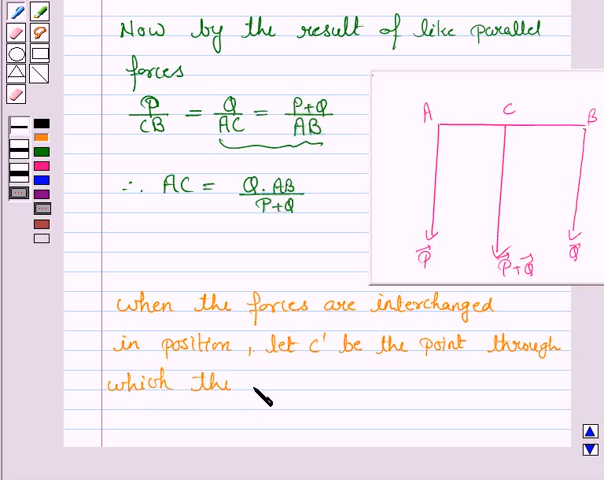 Now by the result of like parallel
forces
P/CB = Q/AC = P+Q/AB
∴ AC = Q.AB/P+Q
A C B
P⃗ P⃗+Q⃗ Q⃗
when the forces are interchanged
in position, let c' be the point through
which the